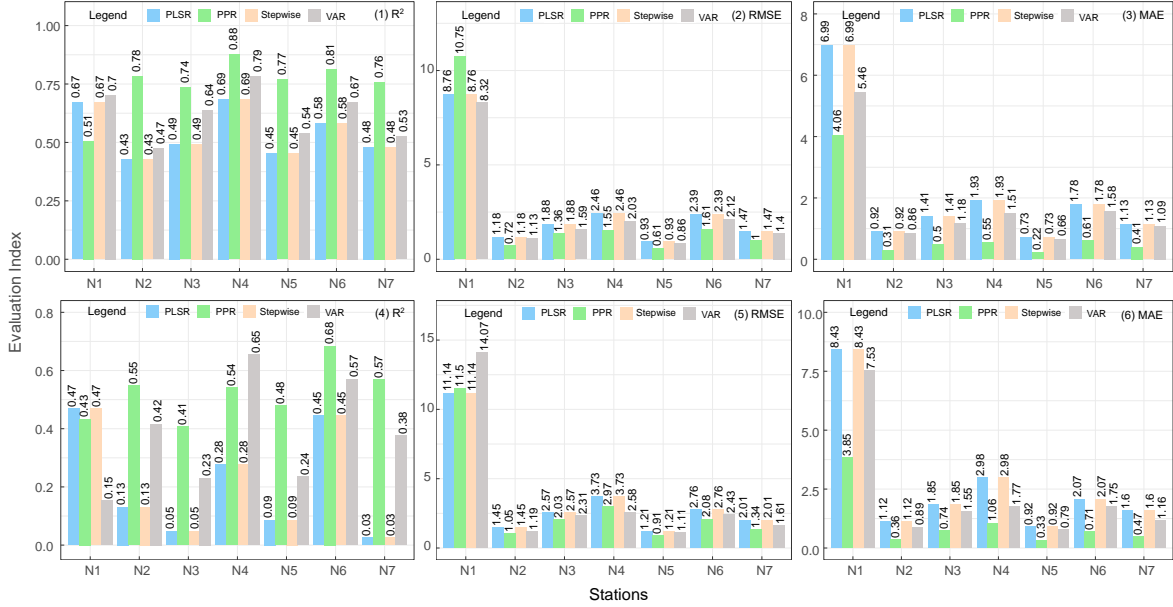 Evaluation Index
Legend PLSR PPR Stepwise VAR (1) R²
1.00
0.75
0.50
0.25
0.00
0.67 0.51 0.67 0.7
0.43 0.78 0.43 0.47
0.49 0.74 0.49 0.64
0.69 0.88 0.69 0.79
0.45 0.77 0.45 0.54
0.58 0.81 0.58 0.67
0.48 0.76 0.48 0.53
N1 N2 N3 N4 N5 N6 N7
Legend PLSR PPR Stepwise VAR (2) RMSE
10
5
0
8.76 10.75 8.76 8.32
1.18 0.72 1.18 1.13
1.88 1.36 1.88 1.59
2.46 1.55 2.46 2.03
0.93 0.61 0.93 0.86
2.39 1.61 2.39 2.12
1.47 1 1.47 1.4
N1 N2 N3 N4 N5 N6 N7
Legend PLSR PPR Stepwise VAR (3) MAE
8
6
4
2
0
6.99 4.06 6.99 5.46
0.92 0.31 0.92 0.86
1.41 0.5 1.41 1.18
1.93 0.55 1.93 1.51
0.73 0.22 0.73 0.66
1.78 0.61 1.78 1.58
1.13 0.41 1.13 1.09
N1 N2 N3 N4 N5 N6 N7
Legend PLSR PPR Stepwise VAR (4) R²
0.8
0.6
0.4
0.2
0.0
0.47 0.43 0.47 0.15
0.13 0.55 0.13 0.42
0.05 0.41 0.05 0.23
0.28 0.54 0.28 0.65
0.09 0.48 0.09 0.24
0.45 0.68 0.45 0.57
0.03 0.57 0.03 0.38
N1 N2 N3 N4 N5 N6 N7
Legend PLSR PPR Stepwise VAR (5) RMSE
15
10
5
0
11.14 11.5 11.14 14.07
1.45 1.05 1.45 1.19
2.57 2.03 2.57 2.31
3.73 2.97 3.73 2.58
1.21 0.91 1.21 1.11
2.76 2.08 2.76 2.43
2.01 1.34 2.01 1.61
N1 N2 N3 N4 N5 N6 N7
Legend PLSR PPR Stepwise VAR (6) MAE
10.0
7.5
5.0
2.5
0.0
8.43 3.85 8.43 7.53
1.12 0.36 1.12 0.89
1.85 0.74 1.85 1.55
2.98 1.06 2.98 1.77
0.92 0.33 0.92 0.79
2.07 0.71 2.07 1.75
1.6 0.47 1.6 1.16
N1 N2 N3 N4 N5 N6 N7
Stations